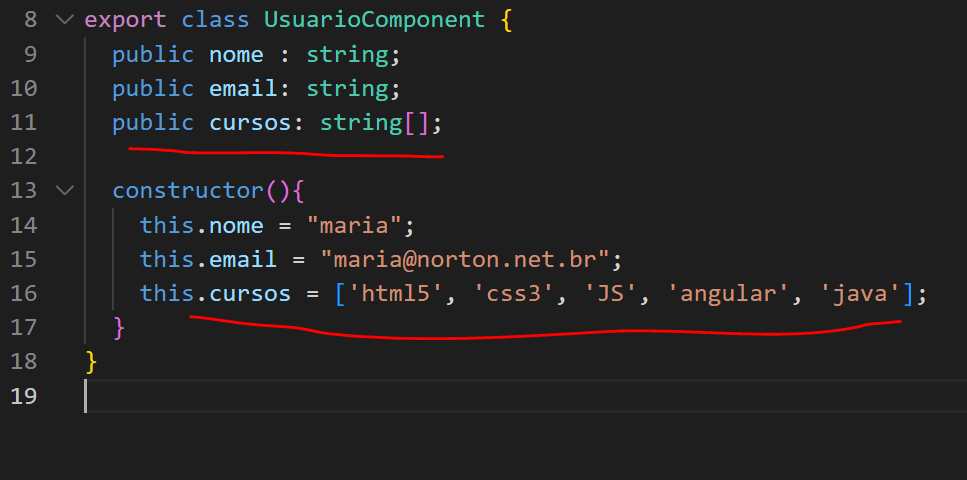 8 export class UsuarioComponent {
9 public nome : string;
10 public email: string;
11 public cursos: string[];
12
13 constructor(){
14 this.nome = "maria";
15 this.email = "maria@norton.net.br";
16 this.cursos = ['html5', 'css3', 'JS', 'angular', 'java'];
17 }
18 }
19